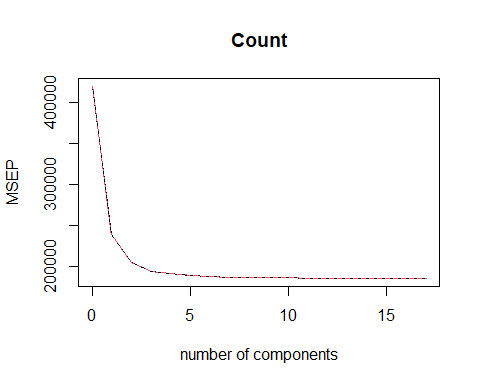 Count
MSEP
400000
300000
200000
0 5 10 15
number of components